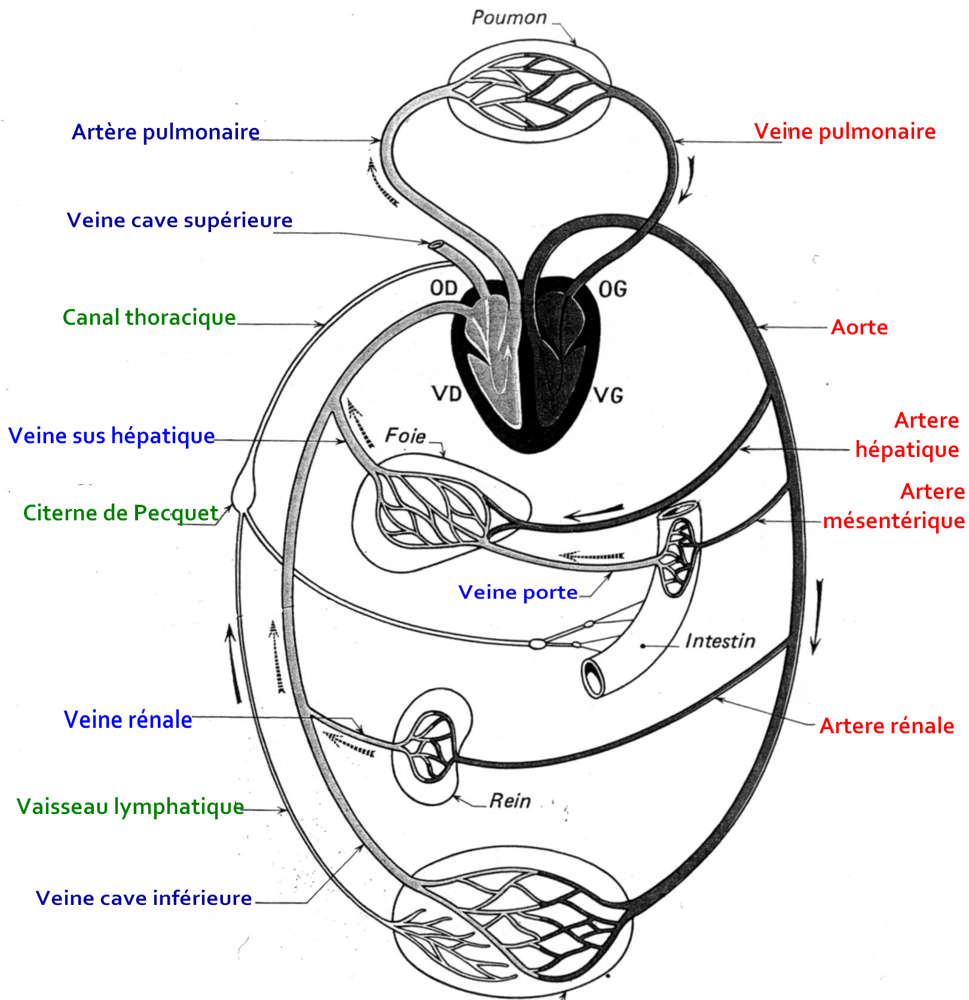 Poumon
Artère pulmonaire
Veine pulmonaire
Veine cave supérieure
OD
OG
Canal thoracique
Aorte
VD
VG
Artere
hépatique
Veine sus hépatique
Foie
Artere
mésentérique
Citerne de Pecquet
Veine porte
Intestin
Veine rénale
Artere rénale
Rein
Vaisseau lymphatique
Veine cave inférieure